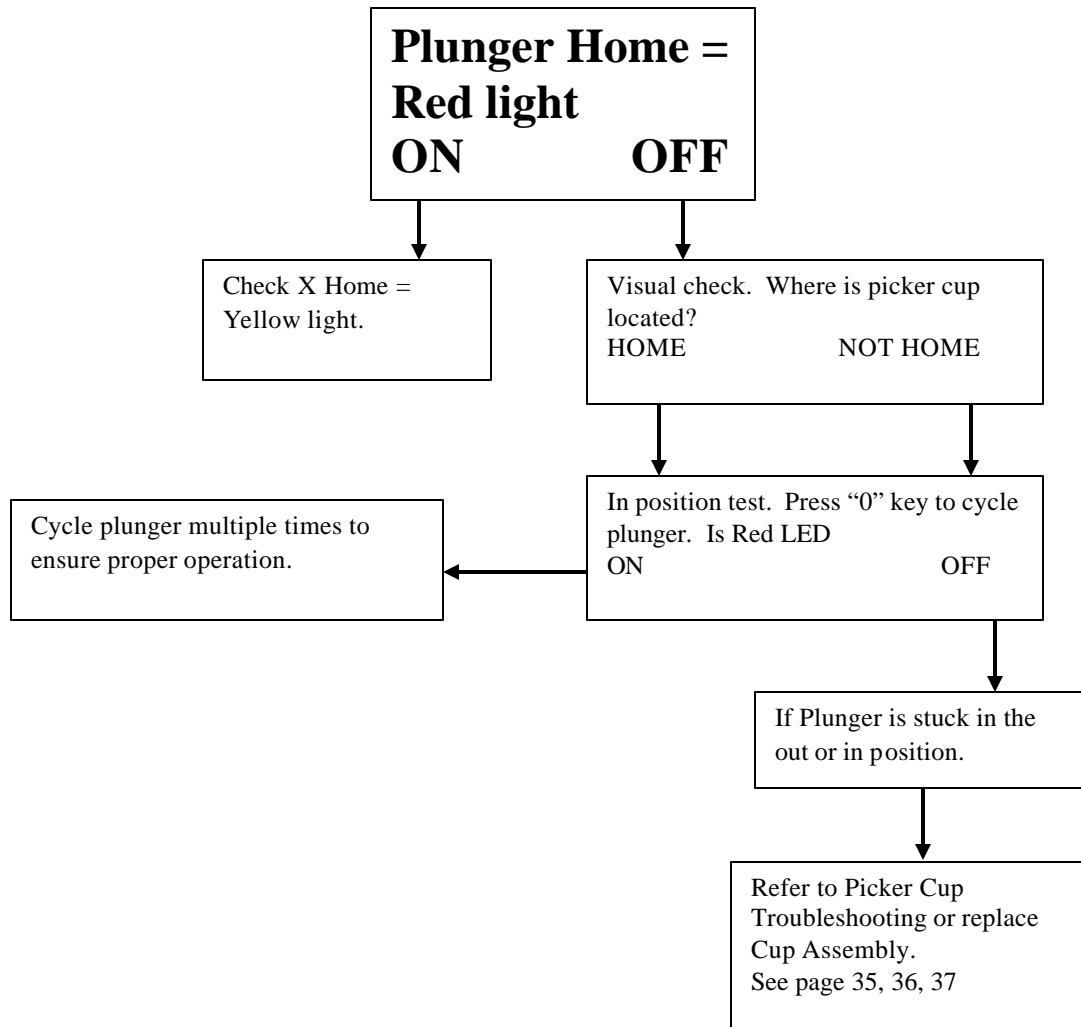 Plunger Home =
Red light
ON OFF
Check X Home =
Yellow light.
Visual check. Where is picker cup
located?
HOME NOT HOME
In position test. Press “0” key to cycle
plunger. Is Red LED
ON OFF
Cycle plunger multiple times to
ensure proper operation.
If Plunger is stuck in the
out or in position.
Refer to Picker Cup
Troubleshooting or replace
Cup Assembly.
See page 35, 36, 37